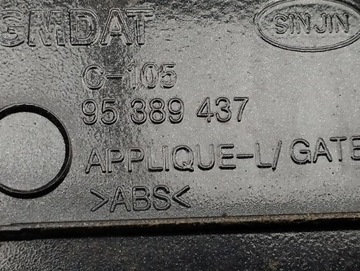 GMDAT
SINJIN
C-105
95 389 437
APPLIQUE-L/GATE
>ABS<